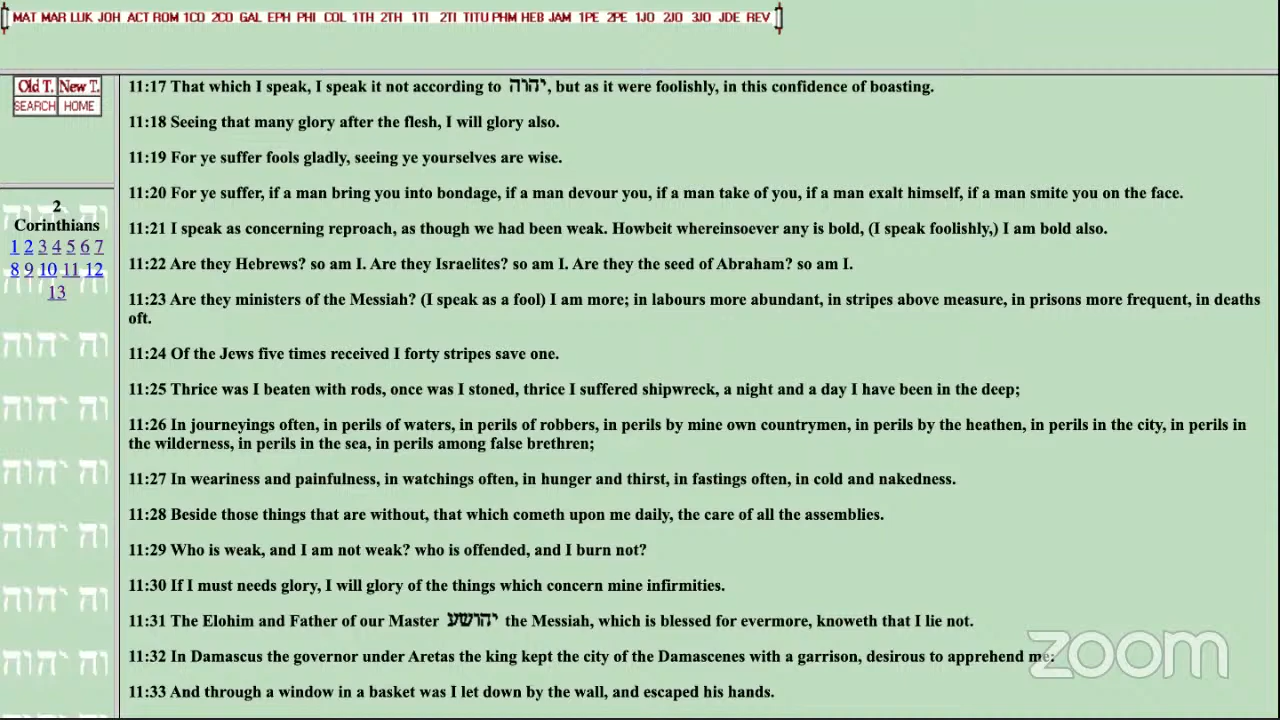 MAT MAR LUK JOH ACT ROM 1CO 2CO GAL EPH PHI COL 1TH 2TH 1TI 2TI TITU PHM HEB JAM 1PE 2PE 1JO 2JO 3JO JDE REV
Old T. New T.
SEARCH HOME
2
Corinthians
1 2 3 4 5 6 7
8 9 10 11 12
13
יהוה
יהוה
יהוה
יהוה
יהוה
יהוה
11:17 That which I speak, I speak it not according to יהוה, but as it were foolishly, in this confidence of boasting.
11:18 Seeing that many glory after the flesh, I will glory also.
11:19 For ye suffer fools gladly, seeing ye yourselves are wise.
11:20 For ye suffer, if a man bring you into bondage, if a man devour you, if a man take of you, if a man exalt himself, if a man smite you on the face.
11:21 I speak as concerning reproach, as though we had been weak. Howbeit whereinsoever any is bold, (I speak foolishly,) I am bold also.
11:22 Are they Hebrews? so am I. Are they Israelites? so am I. Are they the seed of Abraham? so am I.
11:23 Are they ministers of the Messiah? (I speak as a fool) I am more; in labours more abundant, in stripes above measure, in prisons more frequent, in deaths
oft.
11:24 Of the Jews five times received I forty stripes save one.
11:25 Thrice was I beaten with rods, once was I stoned, thrice I suffered shipwreck, a night and a day I have been in the deep;
11:26 In journeyings often, in perils of waters, in perils of robbers, in perils by mine own countrymen, in perils by the heathen, in perils in the city, in perils in
the wilderness, in perils in the sea, in perils among false brethren;
11:27 In weariness and painfulness, in watchings often, in hunger and thirst, in fastings often, in cold and nakedness.
11:28 Beside those things that are without, that which cometh upon me daily, the care of all the assemblies.
11:29 Who is weak, and I am not weak? who is offended, and I burn not?
11:30 If I must needs glory, I will glory of the things which concern mine infirmities.
11:31 The Elohim and Father of our Master יהושע the Messiah, which is blessed for evermore, knoweth that I lie not.
11:32 In Damascus the governor under Aretas the king kept the city of the Damascenes with a garrison, desirous to apprehend me:
11:33 And through a window in a basket was I let down by the wall, and escaped his hands.
zoom